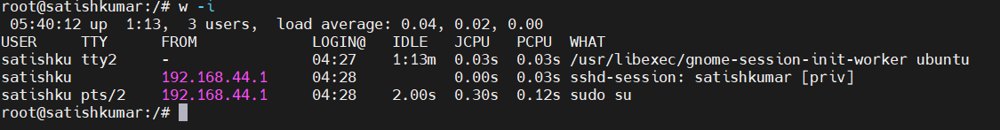 root@satishkumar:/# w -i
 05:40:12 up  1:13,  3 users,  load average: 0.04, 0.02, 0.00
USER     TTY      FROM             LOGIN@   IDLE   JCPU   PCPU WHAT
satishku tty2     -                04:27    1:13m  0.03s  0.03s /usr/libexec/gnome-session-init-worker ubuntu
satishku          192.168.44.1     04:28           0.00s  0.03s sshd-session: satishkumar [priv]
satishku pts/2    192.168.44.1     04:28    2.00s  0.30s  0.12s sudo su
root@satishkumar:/#